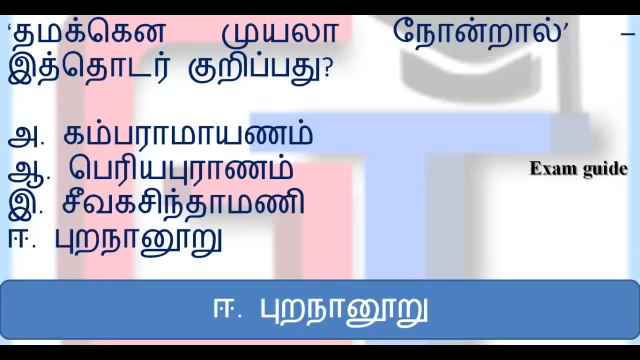 ‘தமக்கென முயலா நோன்றால்’ –
இத்தொடர் குறிப்பது?
அ. கம்பராமாயணம்
ஆ. பெரியபுராணம்
Exam guide
இ. சீவகசிந்தாமணி
ஈ. புறநானூறு
ஈ. புறநானூறு